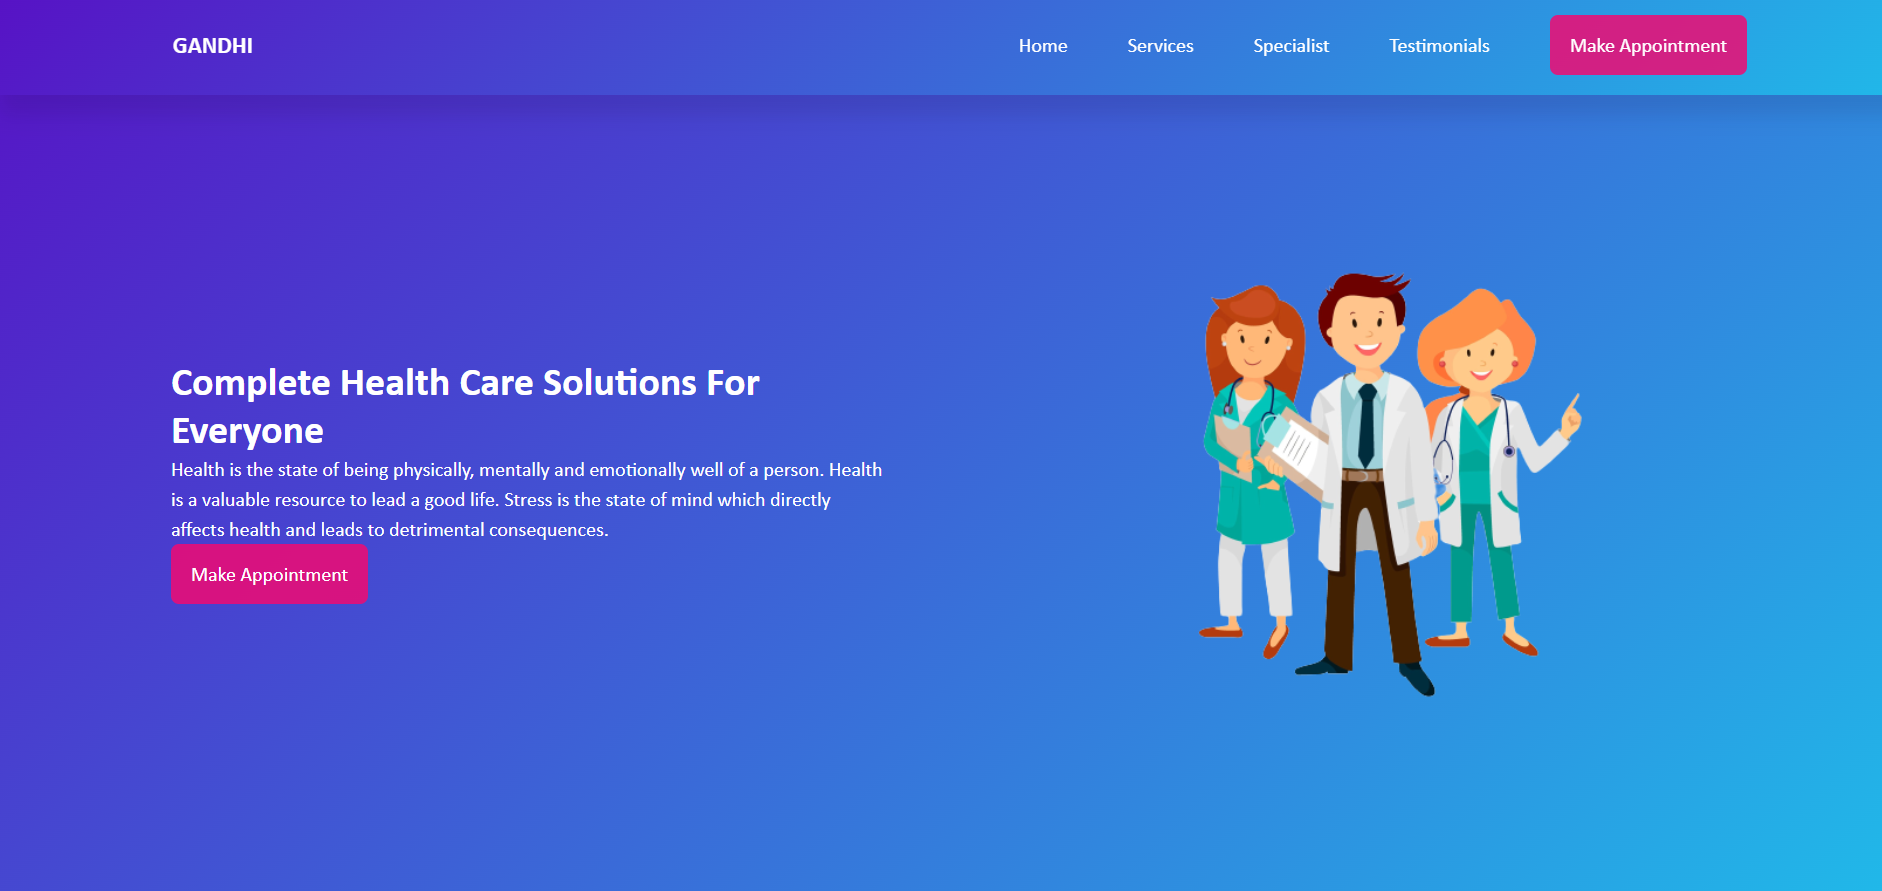 GANDHI
Home
Services
Specialist
Testimonials
Make Appointment
Complete Health Care Solutions For
Everyone
Health is the state of being physically, mentally and emotionally well of a person. Health
is a valuable resource to lead a good life. Stress is the state of mind which directly
affects health and leads to detrimental consequences.
Make Appointment